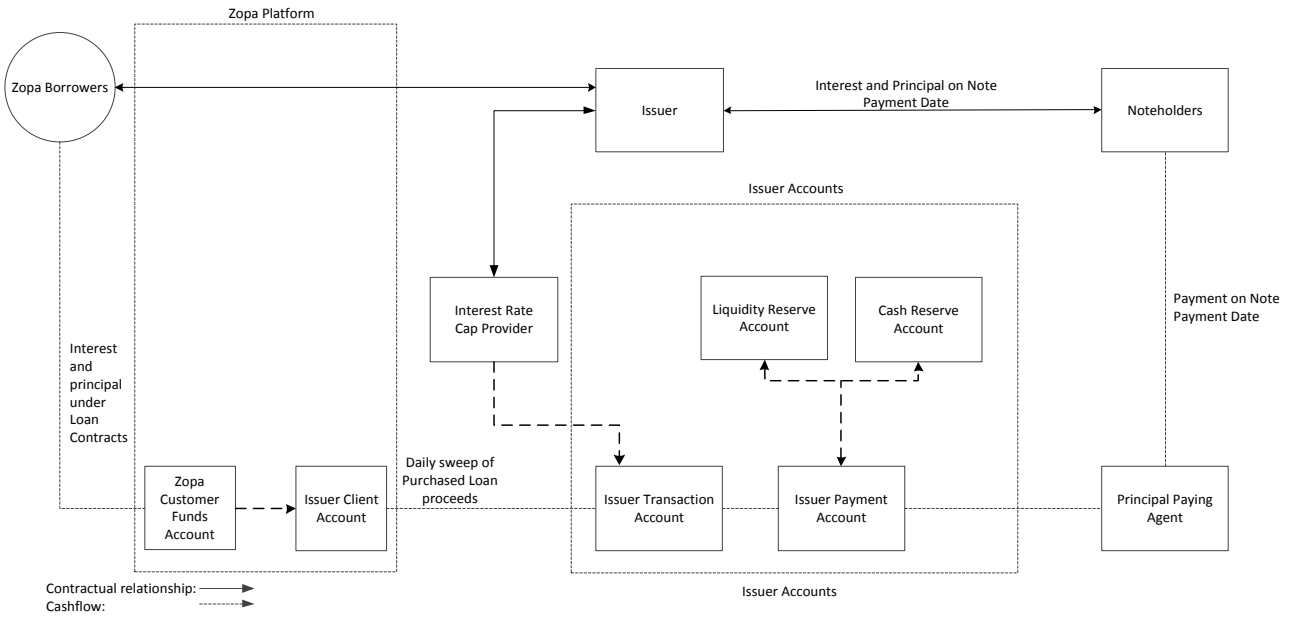 Zopa Platform
Zopa Borrowers
Issuer
Interest and Principal on Note
Payment Date
Noteholders
Issuer Accounts
Interest Rate
Cap Provider
Liquidity Reserve
Account
Cash Reserve
Account
Payment on Note
Payment Date
Interest
and
principal
under
Loan
Contracts
Zopa
Customer
Funds
Account
Issuer Client
Account
Daily sweep of
Purchased Loan
proceeds
Issuer Transaction
Account
Issuer Payment
Account
Principal Paying
Agent
Issuer Accounts
Contractual relationship:
Cashflow: